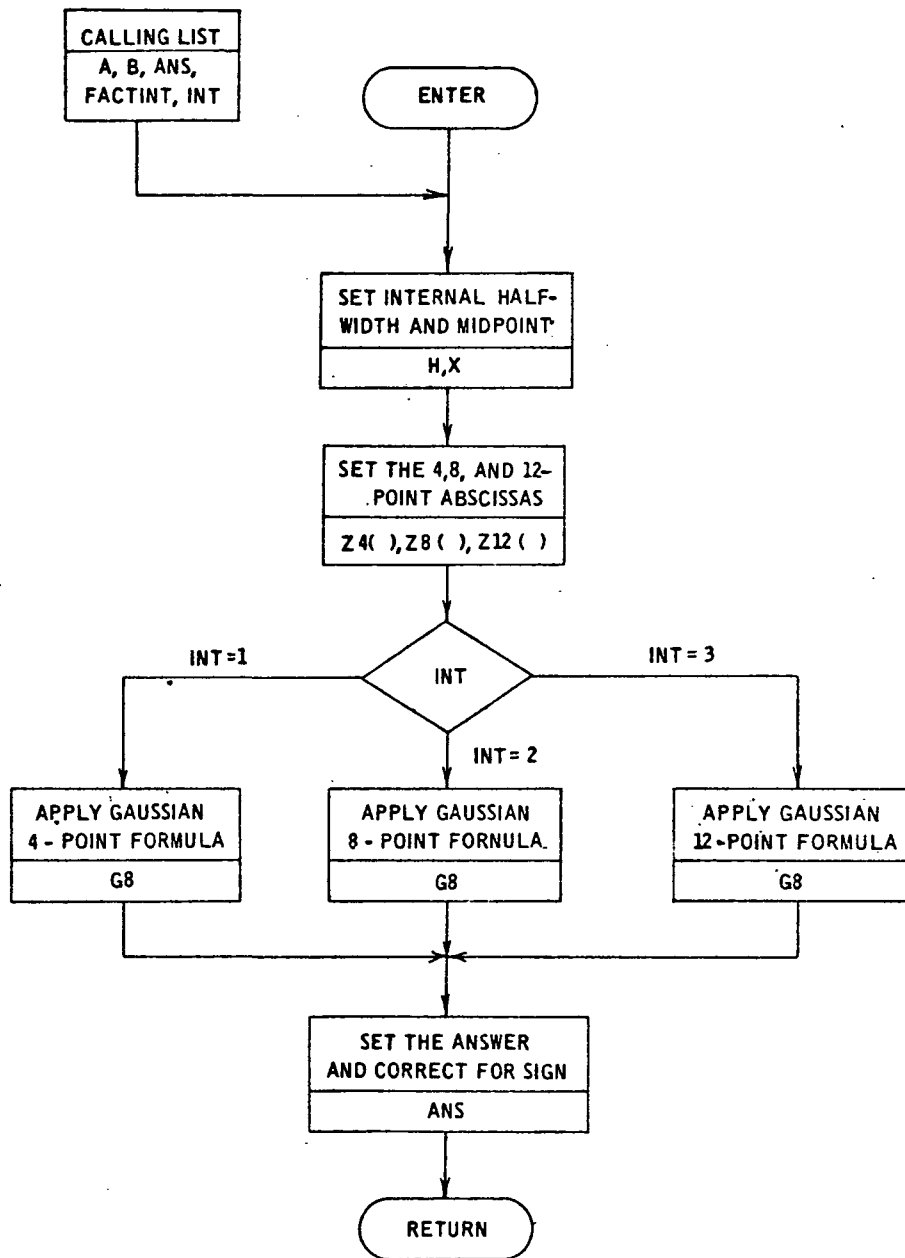 CALLING LIST
A, B, ANS,
FACTINT, INT
ENTER
SET INTERNAL HALF-
WIDTH AND MIDPOINT
H,X
SET THE 4,8, AND 12-
POINT ABSCISSAS
Z4( ),Z8( ),Z12( )
INT=1
INT
INT=3
INT=2
APPLY GAUSSIAN
4-POINT FORMULA
G8
APPLY GAUSSIAN
8-POINT FORNULA
G8
APPLY GAUSSIAN
12-POINT FORMULA
G8
SET THE ANSWER
AND CORRECT FOR SIGN
ANS
RETURN